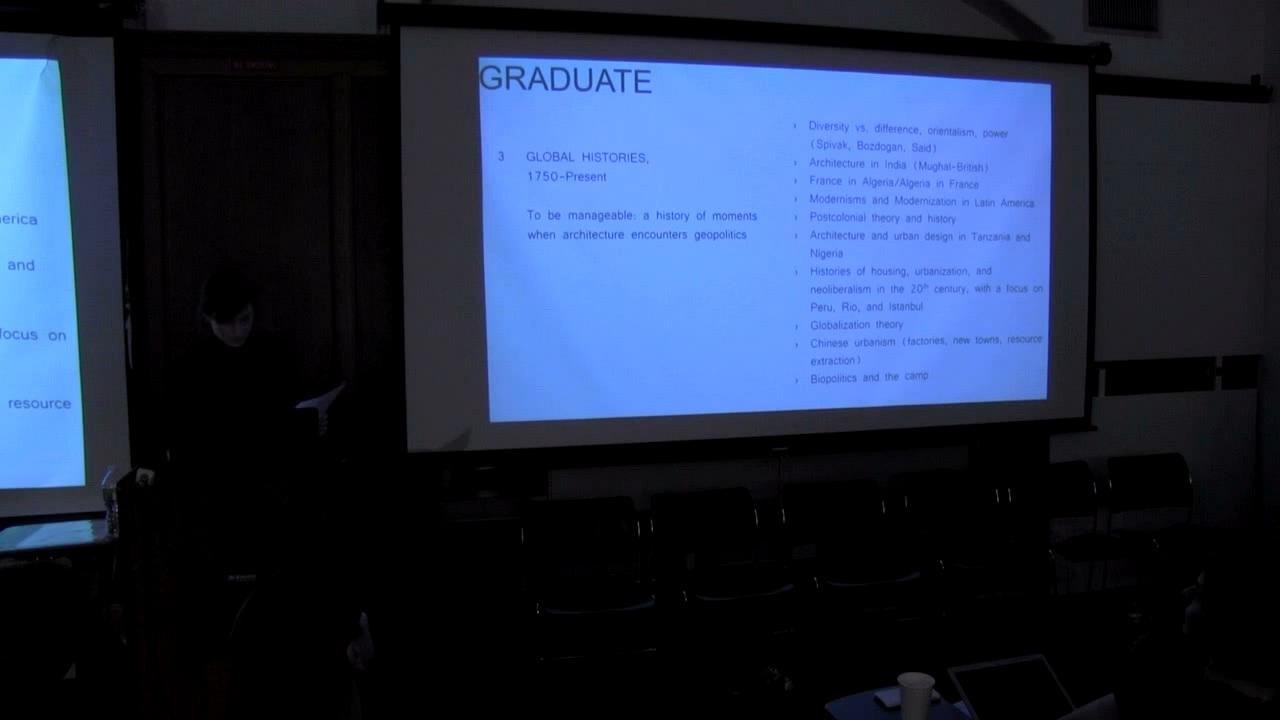 NO SMOKING
GRADUATE
3 GLOBAL HISTORIES,
1750-Present
To be manageable: a history of moments
when architecture encounters geopolitics
› Diversity vs. difference, orientalism, power
(Spivak, Bozdogan, Said)
› Architecture in India (Mughal-British)
› France in Algeria/Algeria in France
› Modernisms and Modernization in Latin America
› Postcolonial theory and history
› Architecture and urban design in Tanzania and
Nigeria
› Histories of housing, urbanization, and
neoliberalism in the 20th century, with a focus on
Peru, Rio, and Istanbul
› Globalization theory
› Chinese urbanism (factories, new towns, resource
extraction)
› Biopolitics and the camp
erica
and
focus on
resource